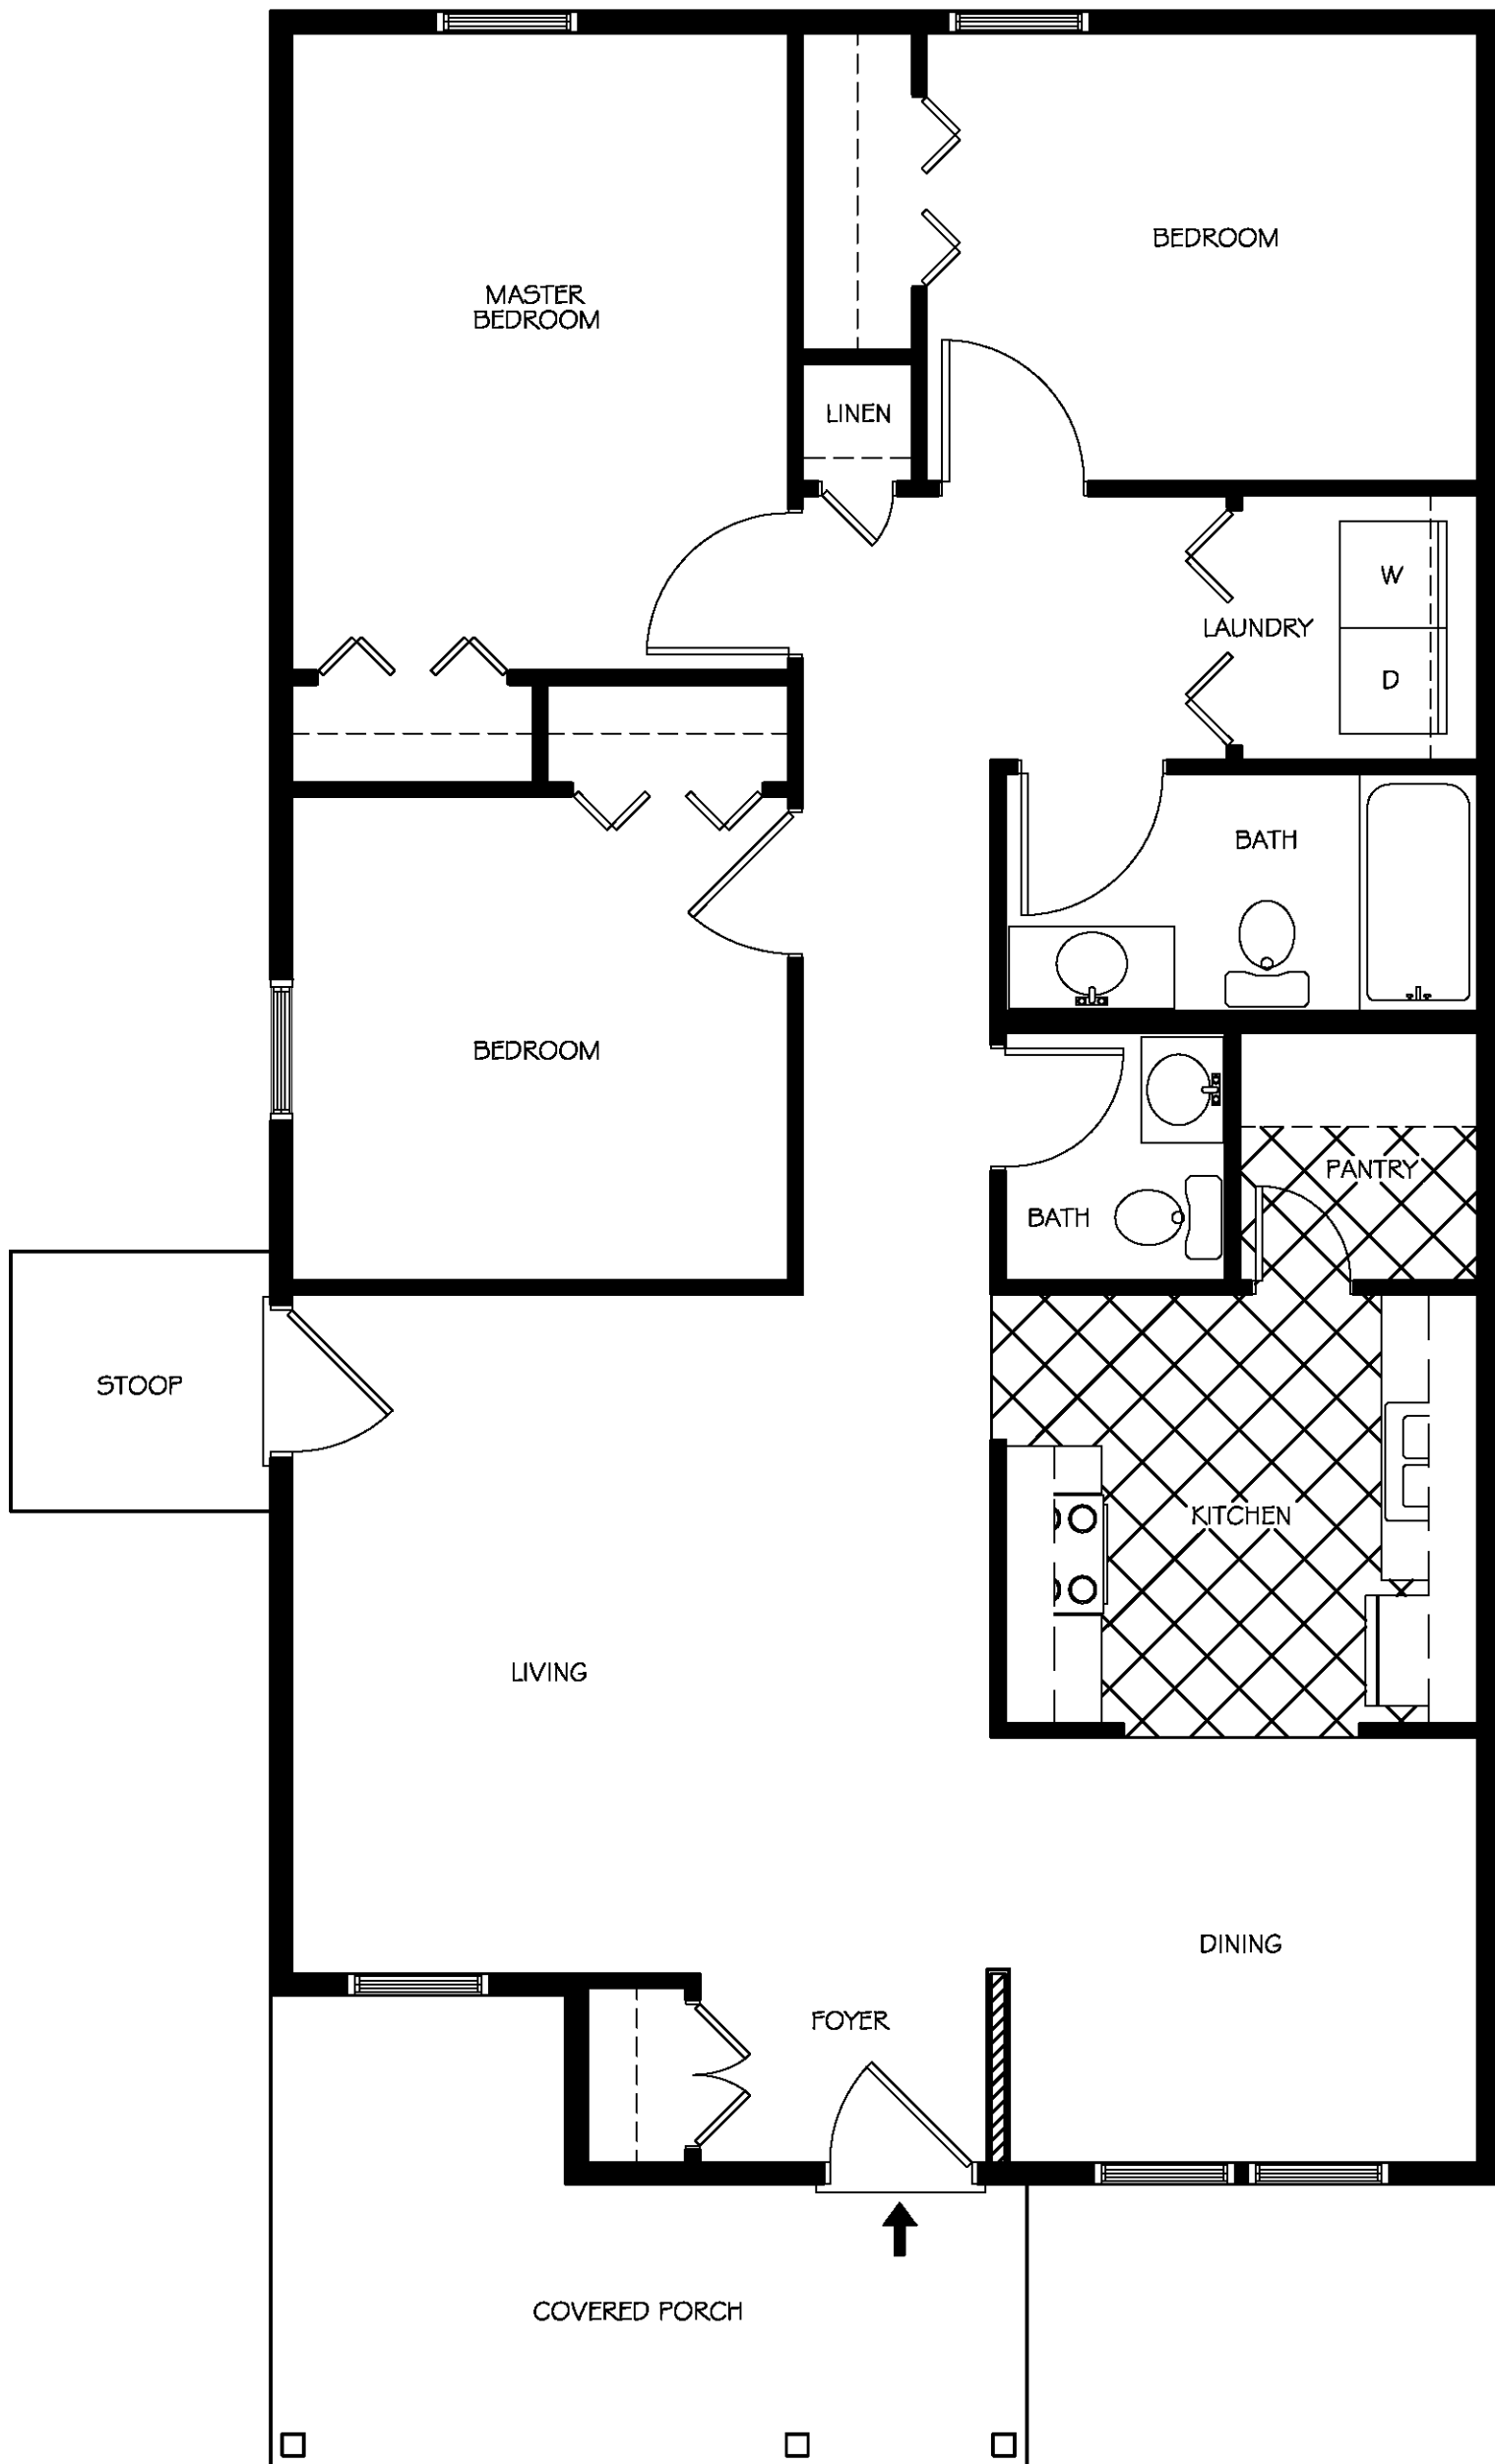 BEDROOM
MASTER
BEDROOM
LINEN
W
LAUNDRY
D
BATH
BEDROOM
PANTRY
BATH
STOOP
KITCHEN
LIVING
DINING
FOYER
COVERED PORCH